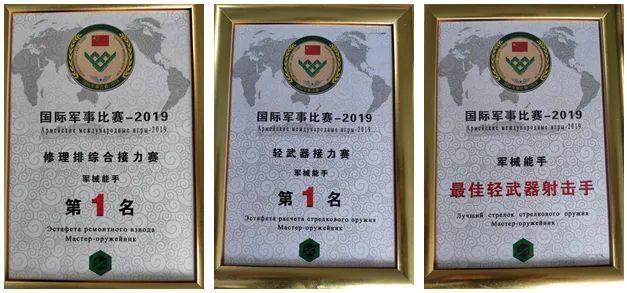 国际军事比赛-2019
Армейские международные игры-2019
修理排综合接力赛
军械能手
第1名
Эстафета ремонтного взвода
Мастер-оружейник
国际军事比赛-2019
Армейские международные игры-2019
轻武器接力赛
军械能手
第1名
Эстафета расчета стрелкового оружия
Мастер-оружейник
国际军事比赛-2019
Армейские международные игры-2019
军械能手
最佳轻武器射击手
Лучший стрелок стрелкового оружия
Мастер-оружейник